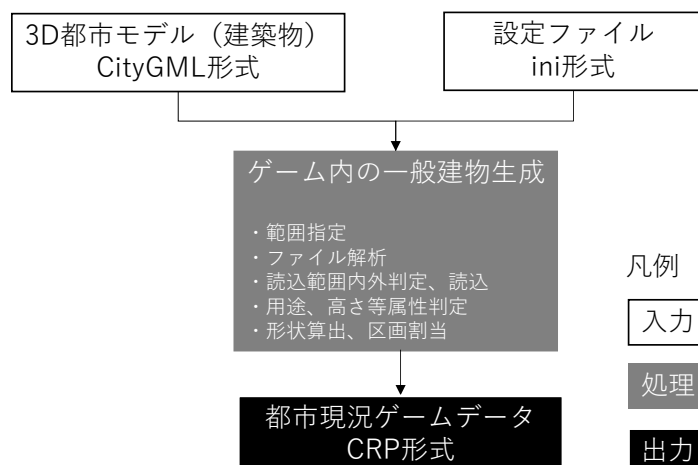 3D都市モデル（建築物）
CityGML形式
設定ファイル
ini形式
ゲーム内の一般建物生成
・範囲指定
・ファイル解析
・読込範囲内外判定、読込
・用途、高さ等属性判定
・形状算出、区画割当
都市現況ゲームデータ
CRP形式
凡例
入力
処理
出力